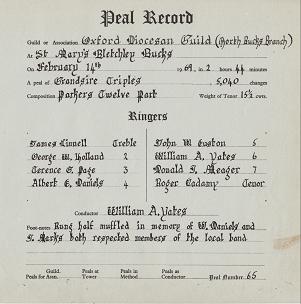 Peal Record
Guild or Association Oxford Diocesan Guild (North Bucks Branch)
At St Mary's Bletchley Bucks
On February 14th 1969, in 2 hours 44 minutes
A peal of Grandsire Triples 5,040 changes
Composition Parkers Twelve Part Weight of Tenor 15½ cwts.
Ringers
James Linnell Treble John W. Euston 5
George W. Holland 2 William A. Yates 6
Terence G. Page 3 Donald S. Meager 7
Albert E. Daniels 4 Roger Cadamy Tenor
Conductor William A. Yates
Foot-notes Rung half muffled in memory of W. Daniels and
S. Marks both respected members of the local band
Guild. Peals at Peals in Peals as
Peals for Assn. Tower Method Conductor Peal Number 65